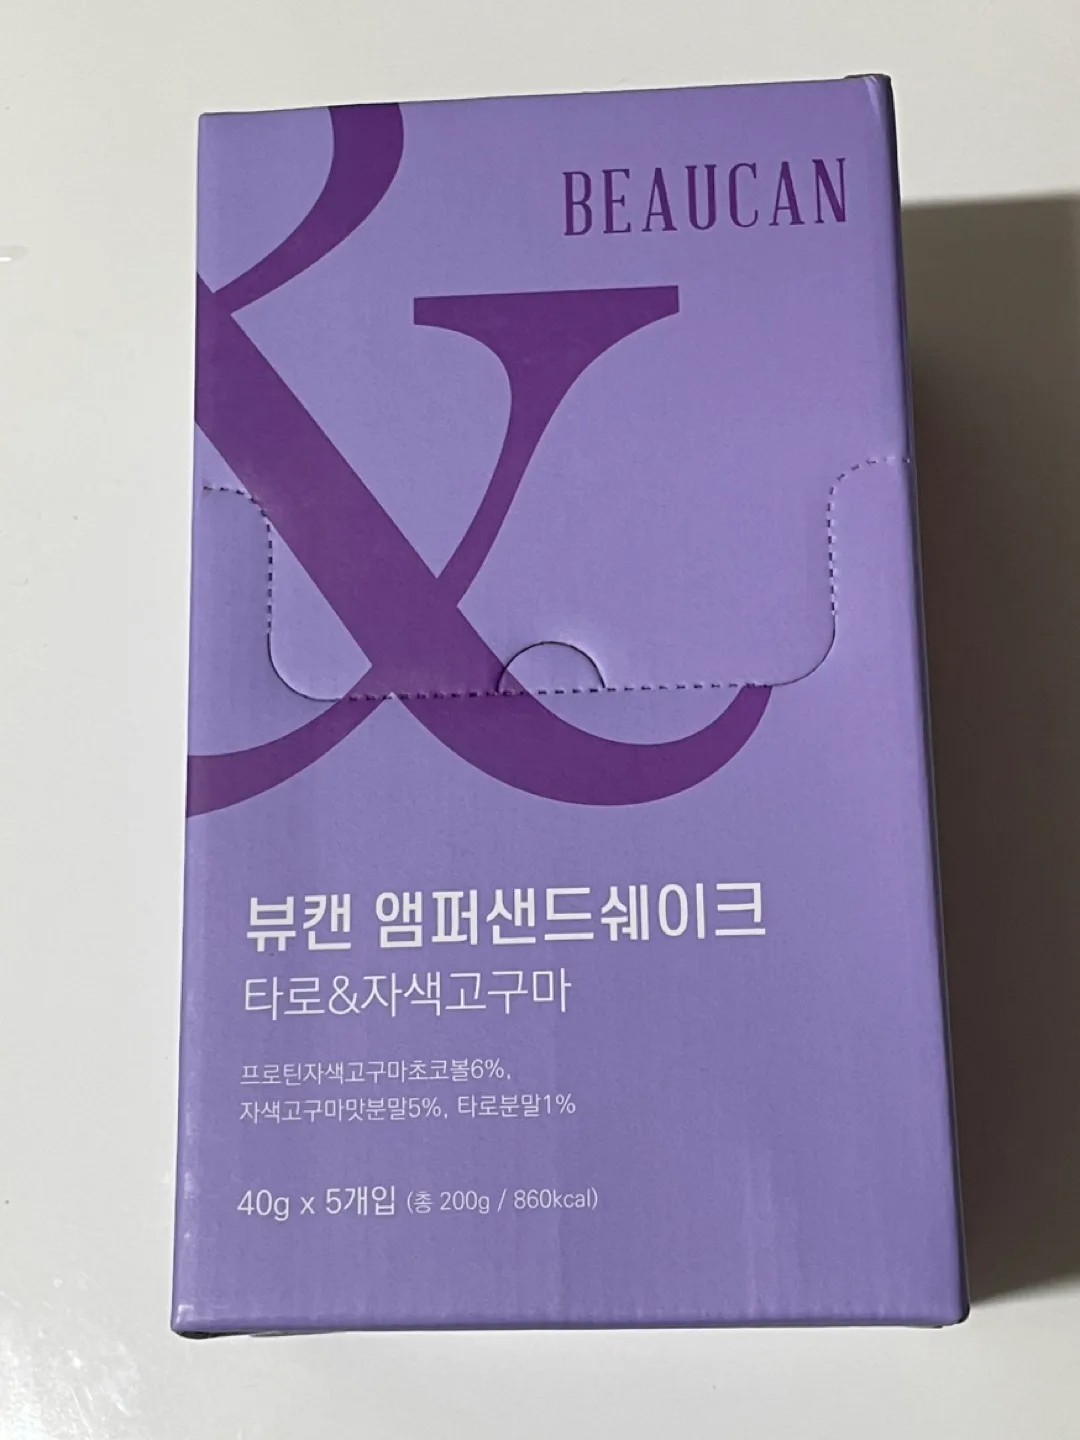 BEAUCAN
&
뷰캔 앰퍼샌드쉐이크
타로&자색고구마
프로틴자색고구마초코볼6%,
자색고구마맛분말5%, 타로분말1%
40g x 5개입 (총 200g / 860kcal)